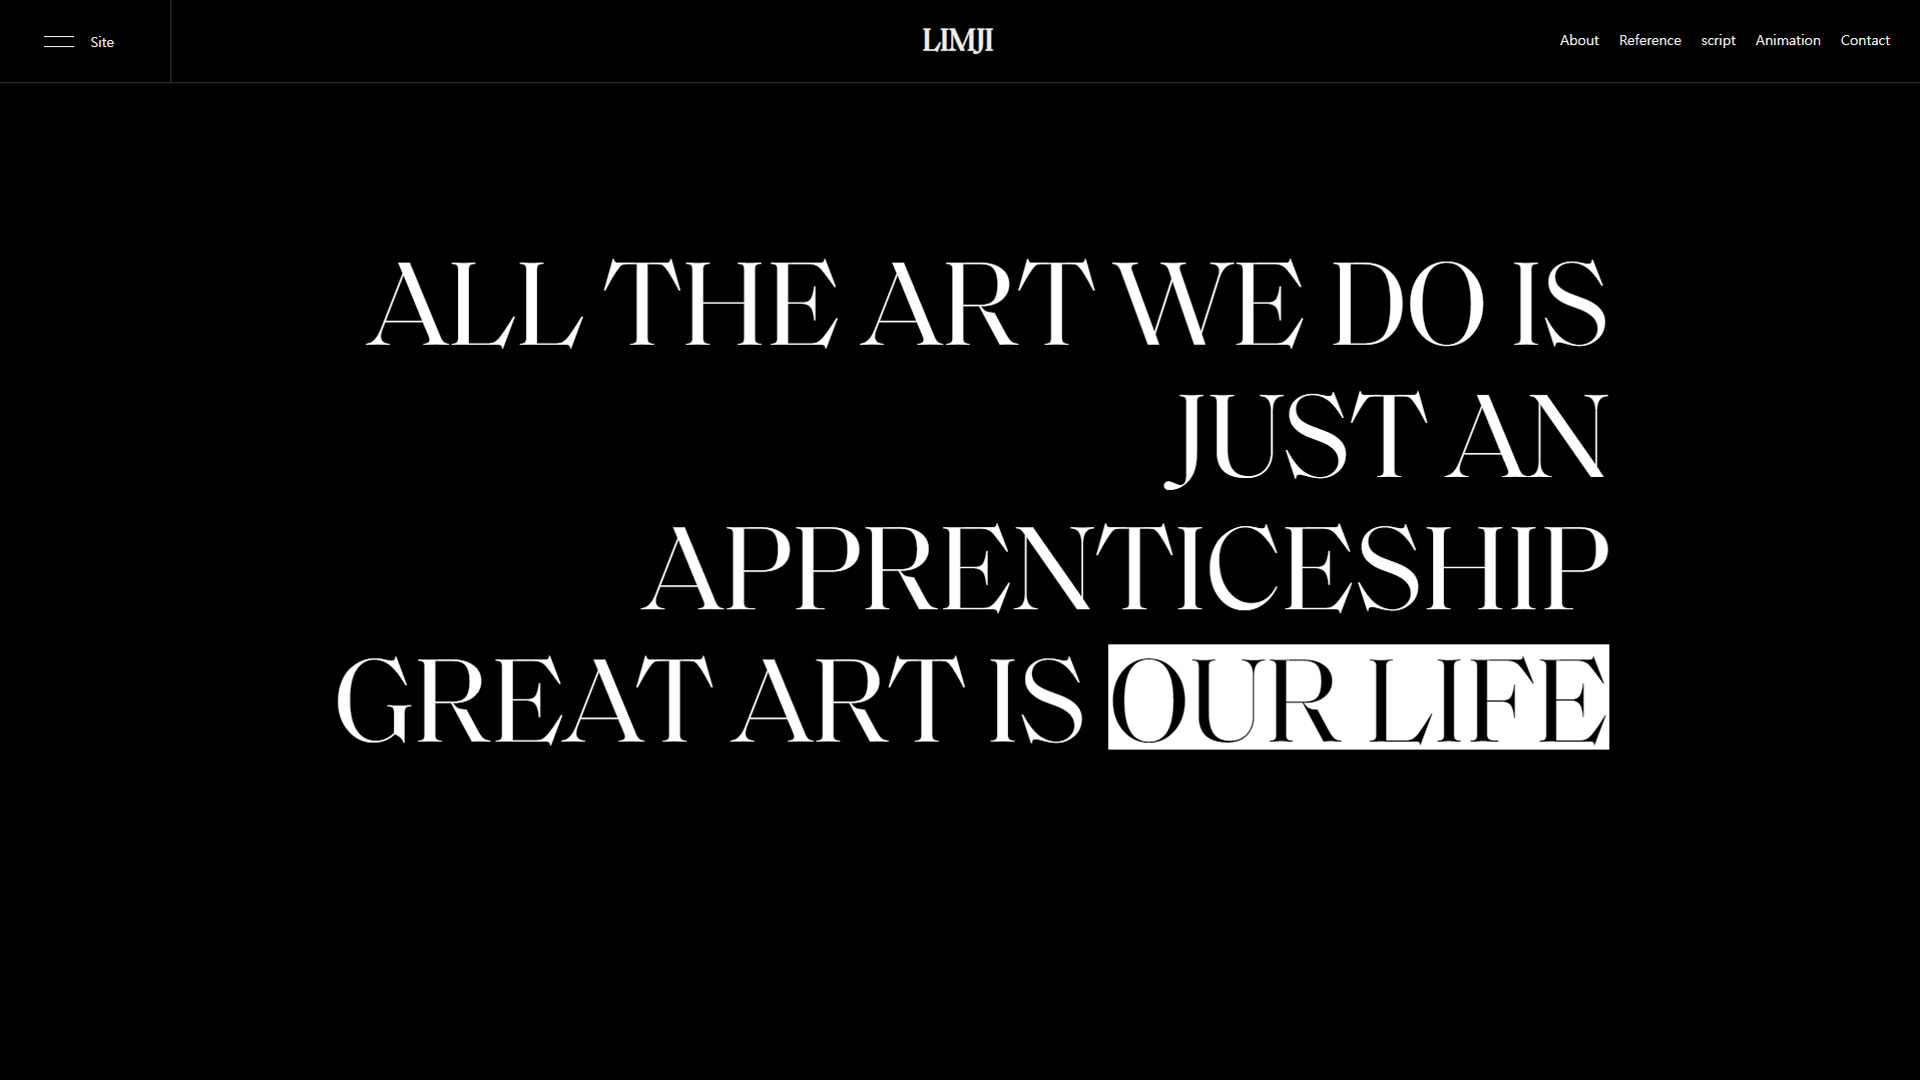 Site
LIMJI
About Reference script Animation Contact
ALL THE ART WE DO IS
JUST AN
APPRENTICESHIP
GREAT ART IS OUR LIFE